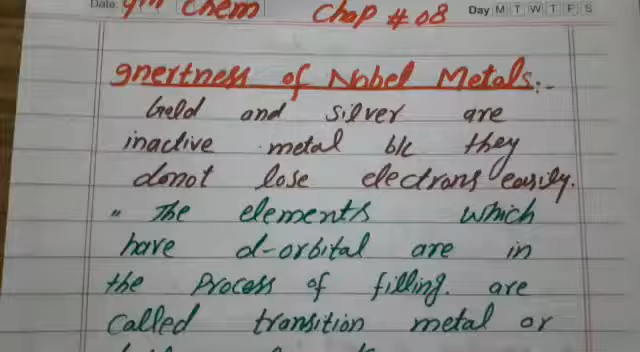 Date: 9th Chem Chap # 08 Day M T W T F S
Inertness of Nobel Metals:-
Gold and silver are
inactive metal b/c they
donot lose electrons easily.
" The elements which
have d-orbital are in
the Process of filling. are
Called transition metal or